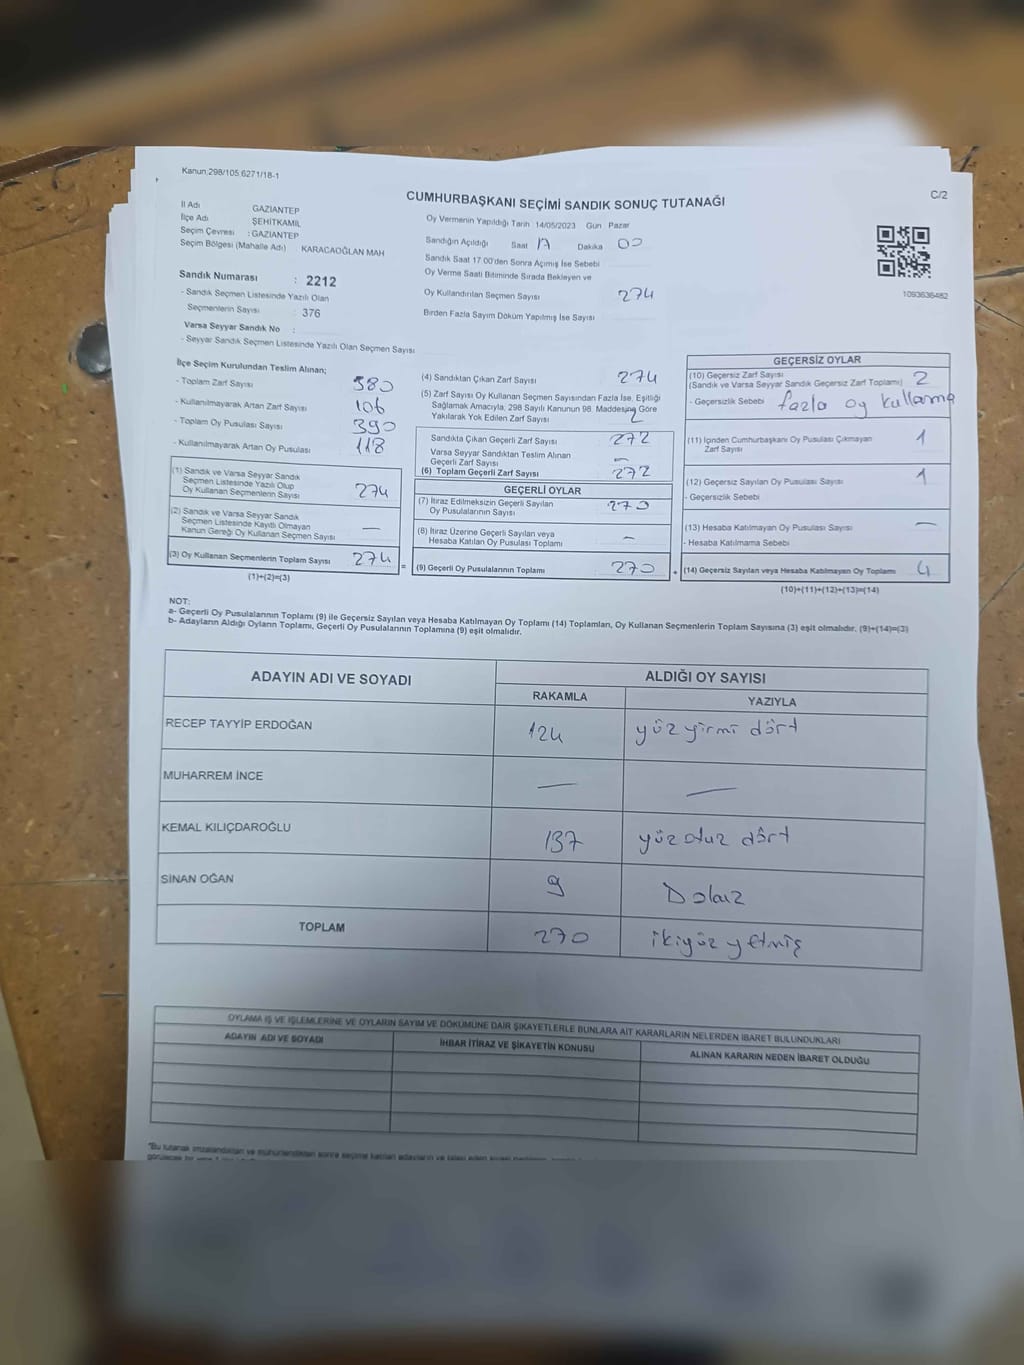 Kanun:298/105.6271/18-1
C/2
CUMHURBAŞKANI SEÇİMİ SANDIK SONUÇ TUTANAĞI
İl Adı GAZİANTEP
İlçe Adı ŞEHİTKAMİL
Seçim Çevresi : GAZİANTEP
Seçim Bölgesi (Mahalle Adı) KARACAOĞLAN MAH
Sandık Numarası : 2212
- Sandık Seçmen Listesinde Yazılı Olan
Seçmenlerin Sayısı : 376
Varsa Seyyar Sandık No :
- Seyyar Sandık Seçmen Listesinde Yazılı Olan Seçmen Sayısı
Oy Vermenin Yapıldığı Tarih 14/05/2023 Gün Pazar
Sandığın Açıldığı Saat 17 Dakika 00
Sandık Saat 17:00'den Sonra Açılmış İse Sebebi
Oy Verme Saati Bitiminde Sırada Bekleyen ve
Oy Kullandırılan Seçmen Sayısı 274
Birden Fazla Sayım Döküm Yapılmış İse Sayısı
1093636482
İlçe Seçim Kurulundan Teslim Alınan;
- Toplam Zarf Sayısı 380
- Kullanılmayarak Artan Zarf Sayısı 106
- Toplam Oy Pusulası Sayısı 390
- Kullanılmayarak Artan Oy Pusulası 118
(1) Sandık ve Varsa Seyyar Sandık
Seçmen Listesinde Yazılı Olup
Oy Kullanan Seçmenlerin Sayısı 274
(2) Sandık ve Varsa Seyyar Sandık
Seçmen Listesinde Kayıtlı Olmayan
Kanun Gereği Oy Kullanan Seçmen Sayısı —
(3) Oy Kullanan Seçmenlerin Toplam Sayısı 274
(1)+(2)=(3)
(4) Sandıktan Çıkan Zarf Sayısı 274
(5) Zarf Sayısı Oy Kullanan Seçmen Sayısından Fazla İse, Eşitliği
Sağlamak Amacıyla, 298 Sayılı Kanunun 98. Maddesine Göre
Yakılarak Yok Edilen Zarf Sayısı 2
Sandıkta Çıkan Geçerli Zarf Sayısı 272
Varsa Seyyar Sandıktan Teslim Alınan
Geçerli Zarf Sayısı —
(6) Toplam Geçerli Zarf Sayısı 272
GEÇERLİ OYLAR
(7) İtiraz Edilmeksizin Geçerli Sayılan
Oy Pusulalarının Sayısı 270
(8) İtiraz Üzerine Geçerli Sayılan veya
Hesaba Katılan Oy Pusulası Toplamı —
= (9) Geçerli Oy Pusulalarının Toplamı 270
GEÇERSİZ OYLAR
(10) Geçersiz Zarf Sayısı 2
(Sandık ve Varsa Seyyar Sandık Geçersiz Zarf Toplamı)
- Geçersizlik Sebebi fazla oy kullanma
(11) İçinden Cumhurbaşkanı Oy Pusulası Çıkmayan 1
Zarf Sayısı
(12) Geçersiz Sayılan Oy Pusulası Sayısı 1
- Geçersizlik Sebebi
(13) Hesaba Katılmayan Oy Pusulası Sayısı —
- Hesaba Katılmama Sebebi
+ (14) Geçersiz Sayılan veya Hesaba Katılmayan Oy Toplamı 4
(10)+(11)+(12)+(13)=(14)
NOT:
a- Geçerli Oy Pusulalarının Toplamı (9) ile Geçersiz Sayılan veya Hesaba Katılmayan Oy Toplamı (14) Toplamları, Oy Kullanan Seçmenlerin Toplam Sayısına (3) eşit olmalıdır. (9)+(14)=(3)
b- Adayların Aldığı Oyların Toplamı, Geçerli Oy Pusulalarının Toplamına (9) eşit olmalıdır.
ADAYIN ADI VE SOYADI ALDIĞI OY SAYISI
RAKAMLA YAZIYLA
RECEP TAYYİP ERDOĞAN 124 yüz yirmi dört
MUHARREM İNCE — —
KEMAL KILIÇDAROĞLU 137 yüz otuz dört
SİNAN OĞAN 9 Dokuz
TOPLAM 270 ikiyüz yetmiş
OYLAMA İŞ VE İŞLEMLERİNE VE OYLARIN SAYIM VE DÖKÜMÜNE DAİR ŞİKAYETLERLE BUNLARA AİT KARARLARIN NELERDEN İBARET BULUNDUKLARI
ADAYIN ADI VE SOYADI İHBAR İTİRAZ VE ŞİKAYETİN KONUSU ALINAN KARARIN NEDEN İBARET OLDUĞU
*Bu tutanak imzalandıktan ve mühürlendikten sonra seçime katılan adayların ve talep eden siyasi